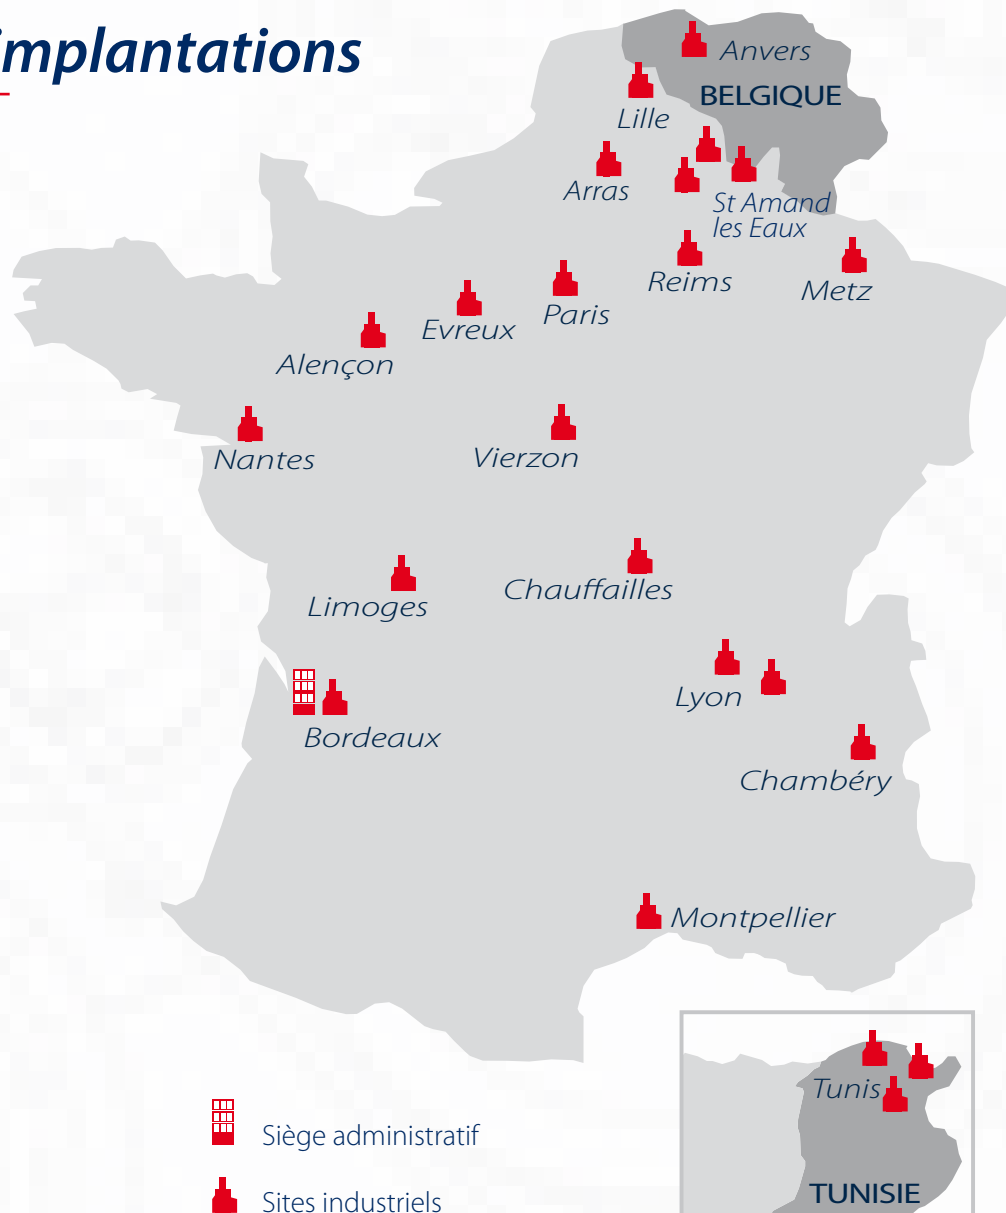 implantations
Anvers
BELGIQUE
Lille
Arras
St Amand
les Eaux
Reims
Metz
Paris
Evreux
Alençon
Nantes
Vierzon
Chauffailles
Limoges
Lyon
Bordeaux
Chambéry
Montpellier
Tunis
TUNISIE
Siège administratif
Sites industriels